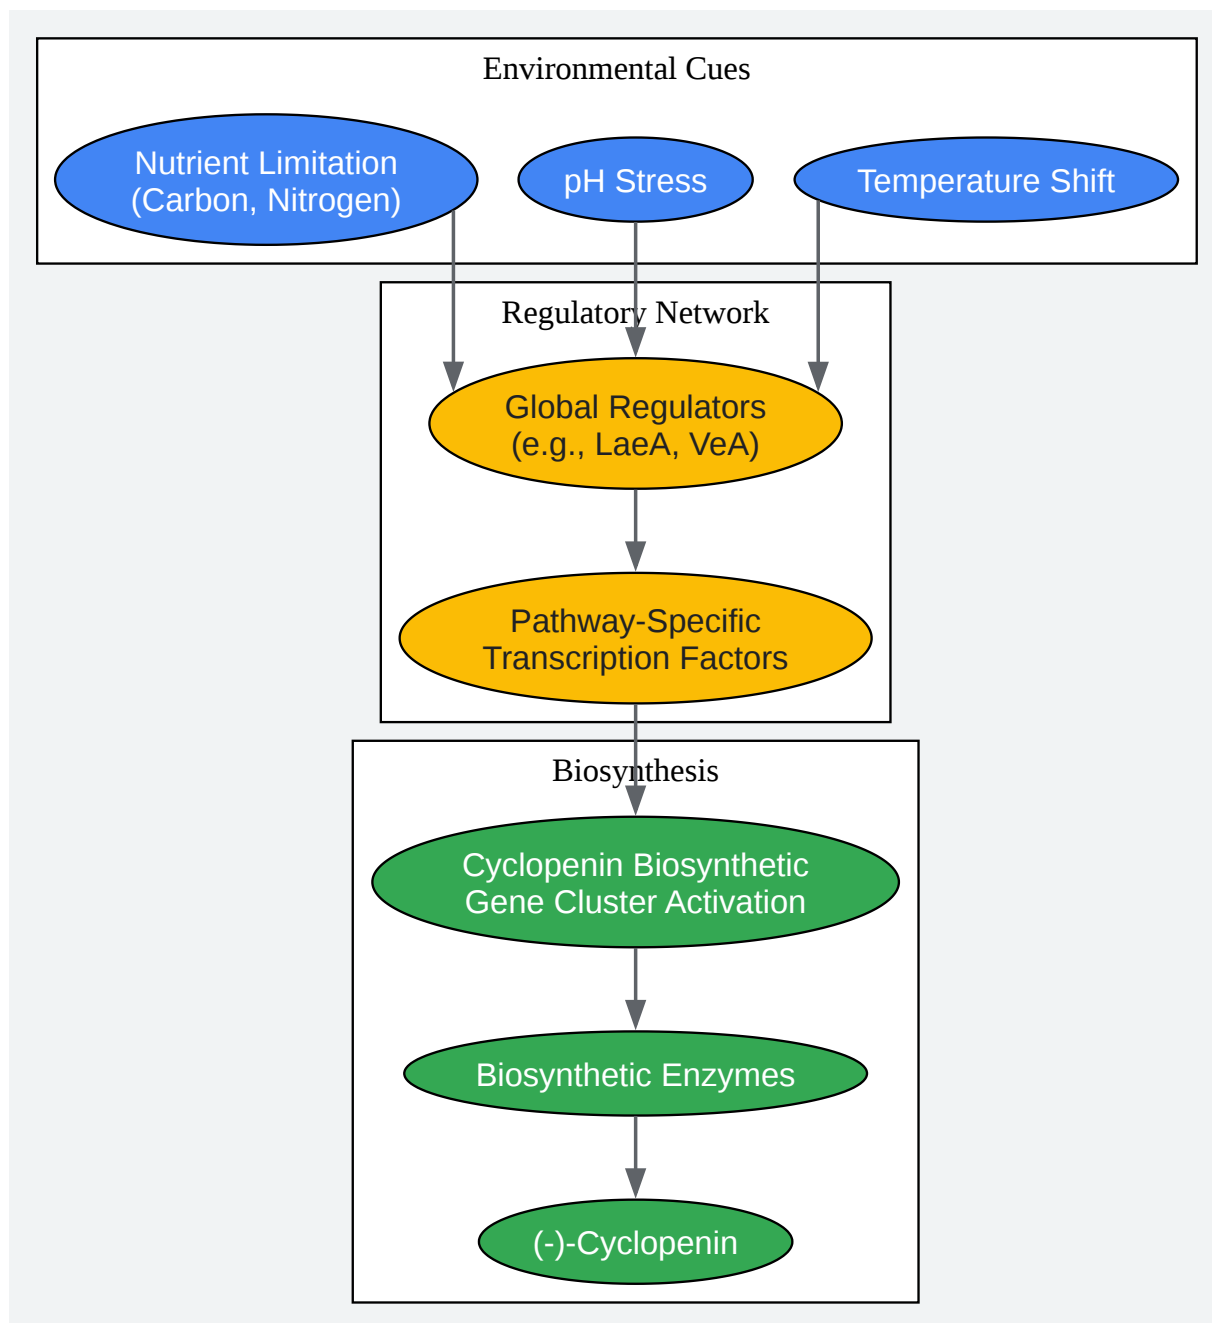 Environmental Cues
Nutrient Limitation
(Carbon, Nitrogen)
pH Stress
Temperature Shift
Regulatory Network
Global Regulators
(e.g., LaeA, VeA)
Pathway-Specific
Transcription Factors
Biosynthesis
Cyclopenin Biosynthetic
Gene Cluster Activation
Biosynthetic Enzymes
(-)-Cyclopenin